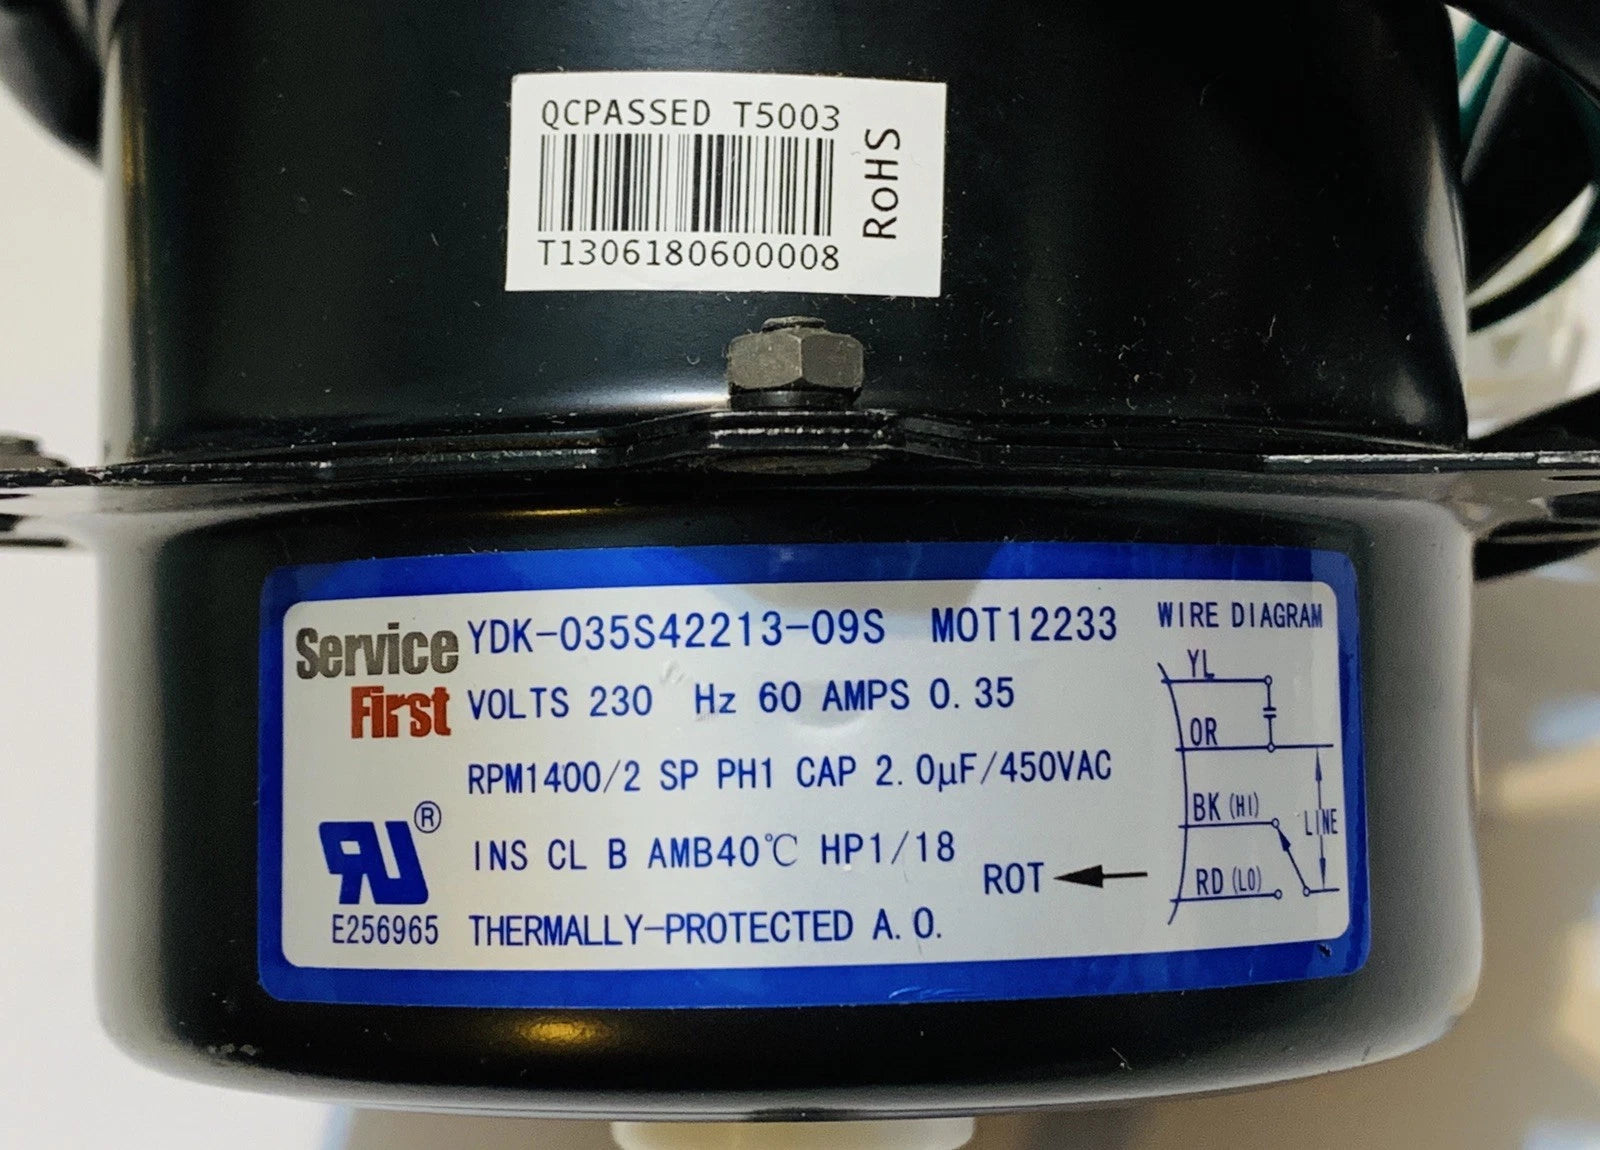 QCPASSED T5003
RoHS
T1306180600008
Service
First
YDK-035S42213-09S MOT12233
VOLTS 230 Hz 60 AMPS 0.35
RPM1400/2 SP PH1 CAP 2.0μF/450VAC
INS CL B AMB40℃ HP1/18
THERMALLY-PROTECTED A.O.
ROT
RU®
E256965
WIRE DIAGRAM
YL
OR
BK (HI)
LINE
RD (LO)